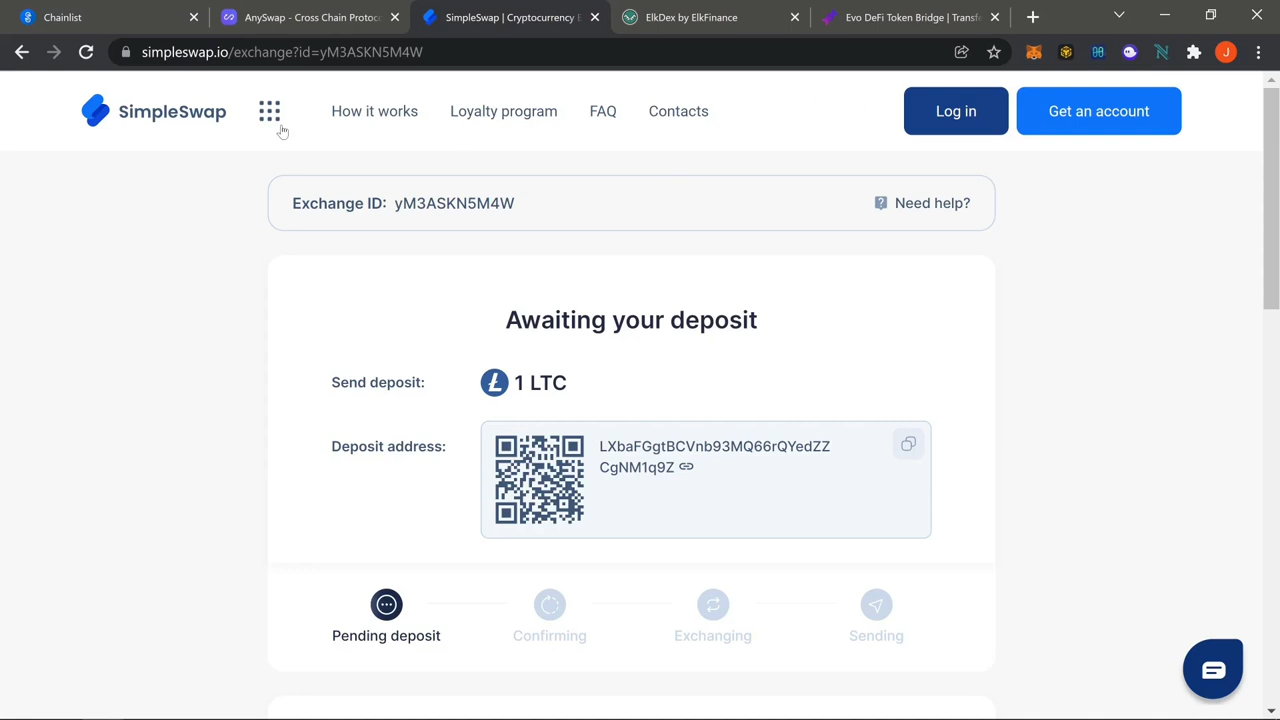 Chainlist
AnySwap - Cross Chain Protoc
SimpleSwap | Cryptocurrency E
ElkDex by ElkFinance
Evo DeFi Token Bridge | Transf
simpleswap.io/exchange?id=yM3ASKN5M4W
J
SimpleSwap
How it works
Loyalty program
FAQ
Contacts
Log in
Get an account
Exchange ID: yM3ASKN5M4W
Need help?
Awaiting your deposit
Send deposit:
1 LTC
Deposit address:
LXbaFGgtBCVnb93MQ66rQYedZZ
CgNM1q9Z
Pending deposit
Confirming
Exchanging
Sending